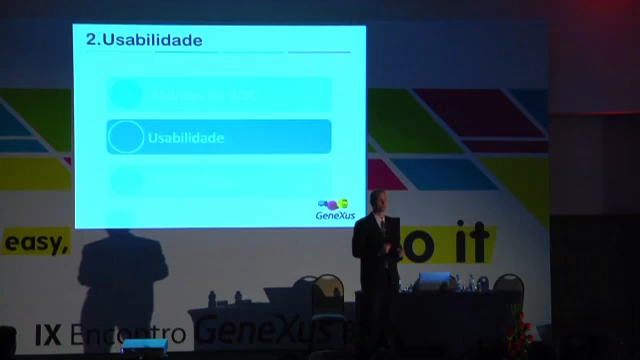 2.Usabilidade
Usabilidade
GeneXus
easy,
o it
IX Encontro GeneXus